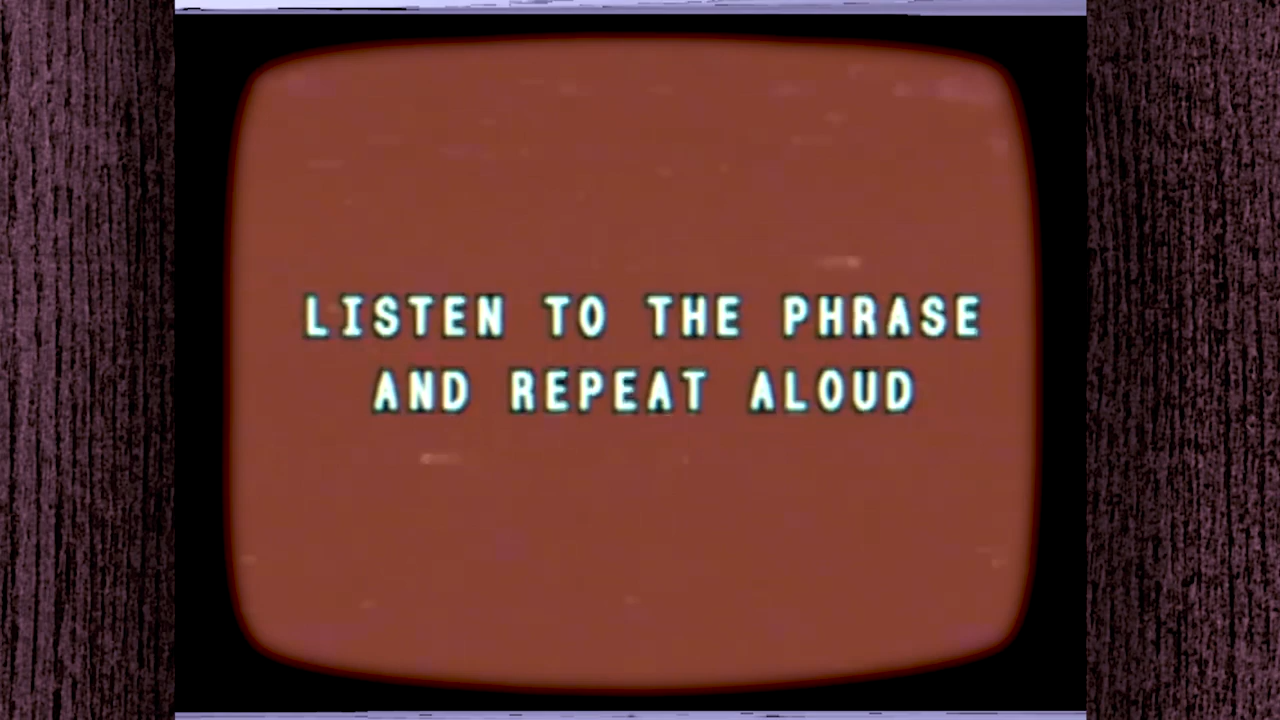 LISTEN TO THE PHRASE
AND REPEAT ALOUD